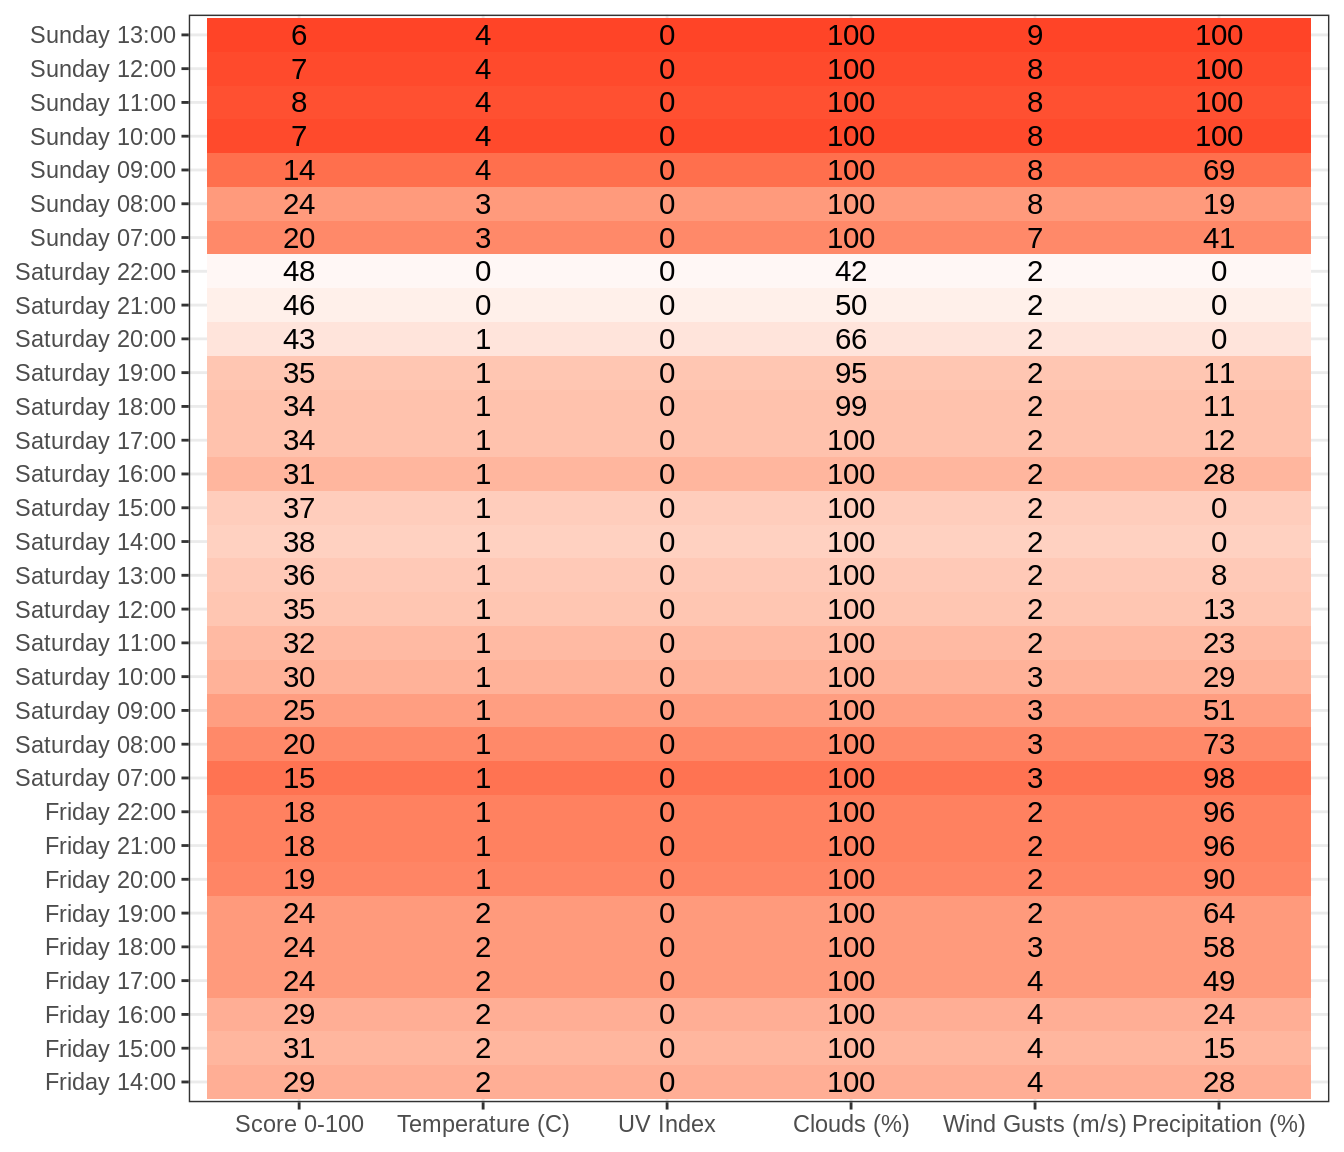 Sunday 13:00 6 4 0 100 9 100
Sunday 12:00 7 4 0 100 8 100
Sunday 11:00 8 4 0 100 8 100
Sunday 10:00 7 4 0 100 8 100
Sunday 09:00 14 4 0 100 8 69
Sunday 08:00 24 3 0 100 8 19
Sunday 07:00 20 3 0 100 7 41
Saturday 22:00 48 0 0 42 2 0
Saturday 21:00 46 0 0 50 2 0
Saturday 20:00 43 1 0 66 2 0
Saturday 19:00 35 1 0 95 2 11
Saturday 18:00 34 1 0 99 2 11
Saturday 17:00 34 1 0 100 2 12
Saturday 16:00 31 1 0 100 2 28
Saturday 15:00 37 1 0 100 2 0
Saturday 14:00 38 1 0 100 2 0
Saturday 13:00 36 1 0 100 2 8
Saturday 12:00 35 1 0 100 2 13
Saturday 11:00 32 1 0 100 2 23
Saturday 10:00 30 1 0 100 3 29
Saturday 09:00 25 1 0 100 3 51
Saturday 08:00 20 1 0 100 3 73
Saturday 07:00 15 1 0 100 3 98
Friday 22:00 18 1 0 100 2 96
Friday 21:00 18 1 0 100 2 96
Friday 20:00 19 1 0 100 2 90
Friday 19:00 24 2 0 100 2 64
Friday 18:00 24 2 0 100 3 58
Friday 17:00 24 2 0 100 4 49
Friday 16:00 29 2 0 100 4 24
Friday 15:00 31 2 0 100 4 15
Friday 14:00 29 2 0 100 4 28
Score 0-100 Temperature (C) UV Index Clouds (%) Wind Gusts (m/s) Precipitation (%)